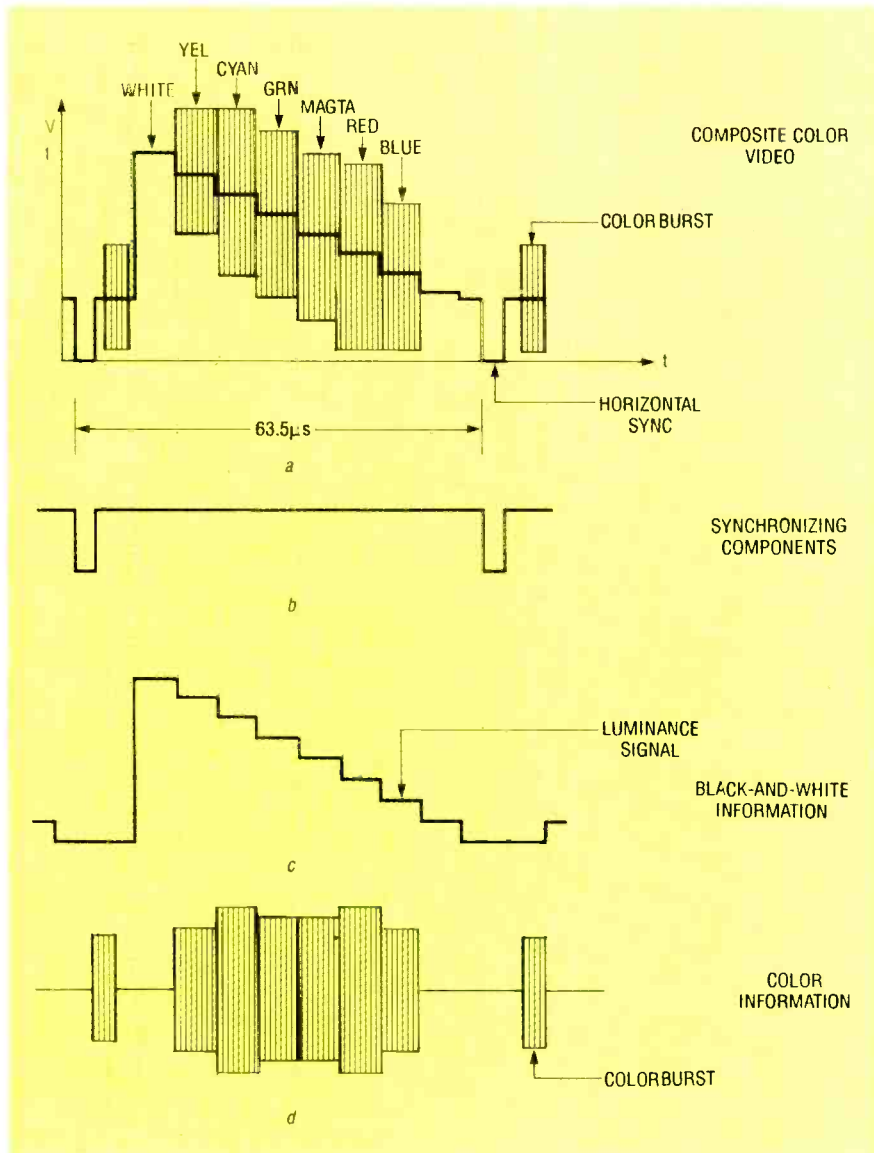 YEL
CYAN
WHITE
GRN
MAGTA
RED
BLUE
V
1
COMPOSITE COLOR
VIDEO
COLOR BURST
t
HORIZONTAL
SYNC
63.5µs
a
SYNCHRONIZING
COMPONENTS
b
LUMINANCE
SIGNAL
BLACK-AND-WHITE
INFORMATION
c
COLOR
INFORMATION
COLORBURST
d